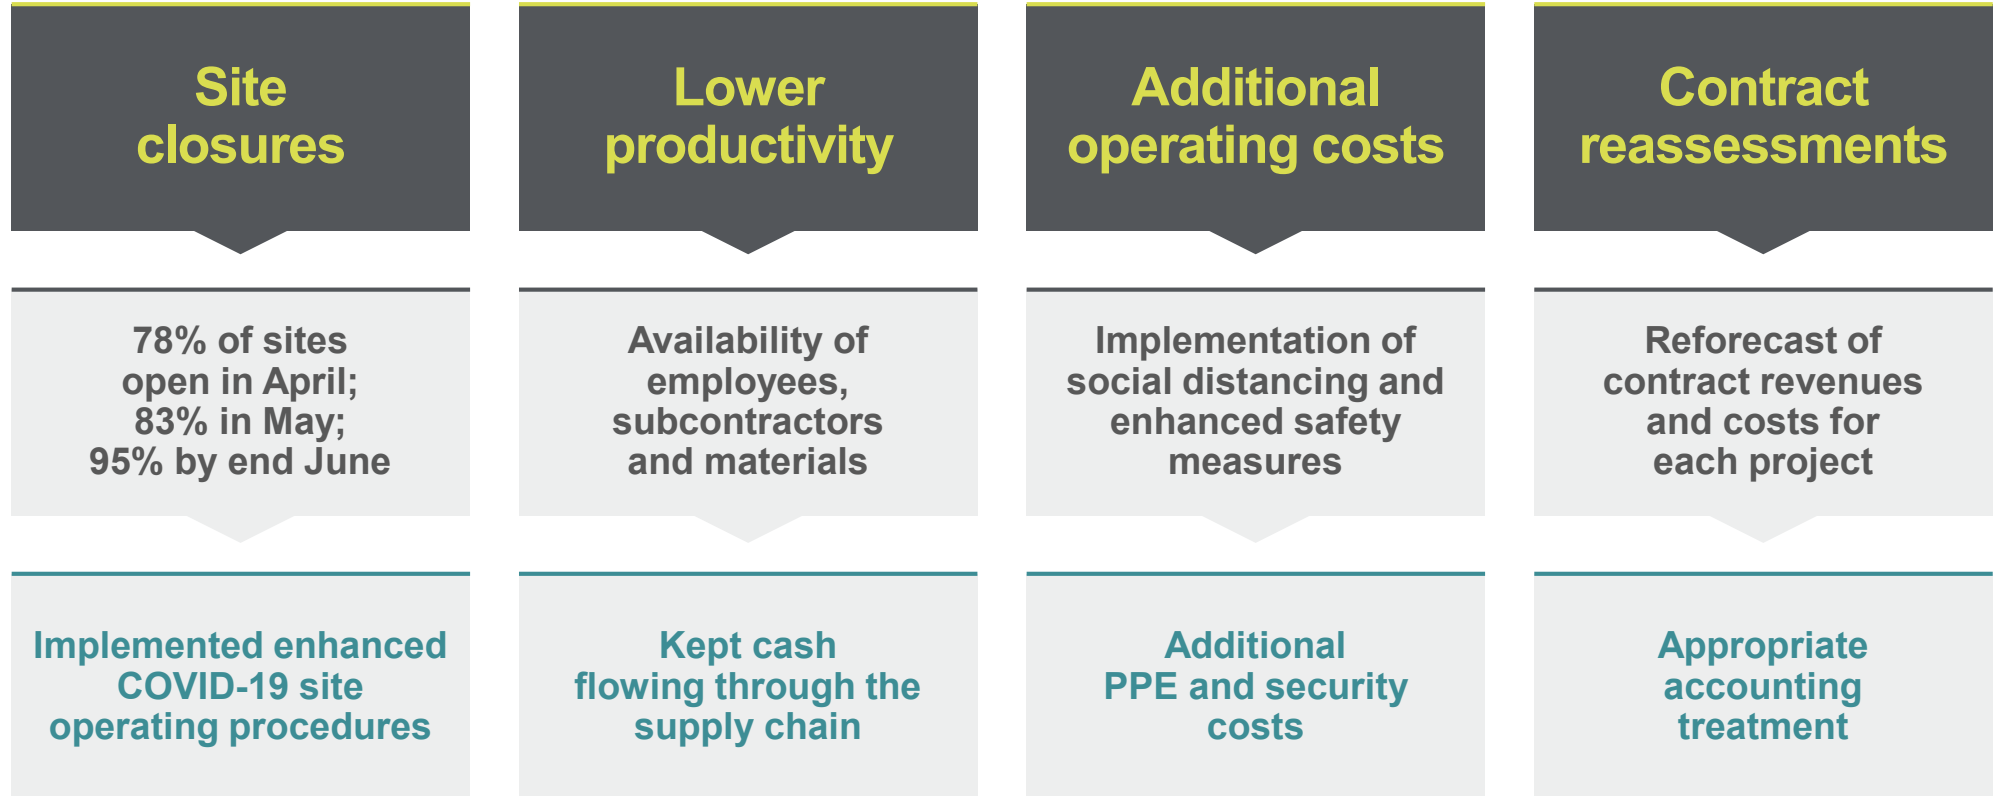 Site
closures
78% of sites
open in April;
83% in May;
95% by end June
Implemented enhanced
COVID-19 site
operating procedures
Lower
productivity
Availability of
employees,
subcontractors
and materials
Kept cash
flowing through the
supply chain
Additional
operating costs
Implementation of
social distancing and
enhanced safety
measures
Additional
PPE and security
costs
Contract
reassessments
Reforecast of
contract revenues
and costs for
each project
Appropriate
accounting
treatment